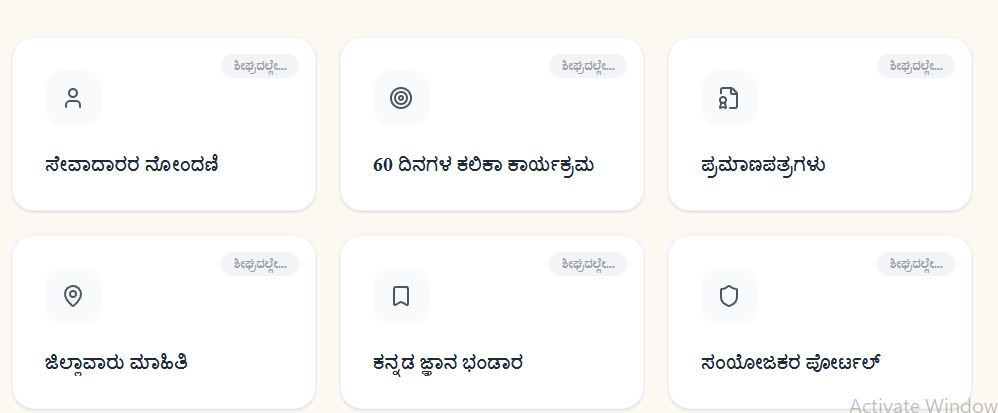 ಶೀಘ್ರದಲ್ಲೇ...
ಶೀಘ್ರದಲ್ಲೇ...
ಶೀಘ್ರದಲ್ಲೇ...
ಸೇವಾದಾರರ ನೋಂದಣಿ
60 ದಿನಗಳ ಕಲಿಕಾ ಕಾರ್ಯಕ್ರಮ
ಪ್ರಮಾಣಪತ್ರಗಳು
ಶೀಘ್ರದಲ್ಲೇ...
ಶೀಘ್ರದಲ್ಲೇ...
ಶೀಘ್ರದಲ್ಲೇ...
ಜಿಲ್ಲಾವಾರು ಮಾಹಿತಿ
ಕನ್ನಡ ಜ್ಞಾನ ಭಂಡಾರ
ಸಂಯೋಜಕರ ಪೋರ್ಟಲ್
Activate Window